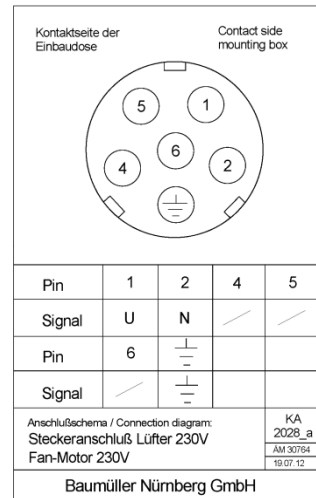 Kontaktseite der
Einbaudose
Contact side
mounting box
5 1
6
4 2
Pin 1 2 4 5
Signal U N / /
Pin 6
Signal /
Anschlußschema / Connection diagram:
Steckeranschluß Lüfter 230V
Fan-Motor 230V
KA
2028_a
ÄM 30764
19.07.12
Baumüller Nürnberg GmbH